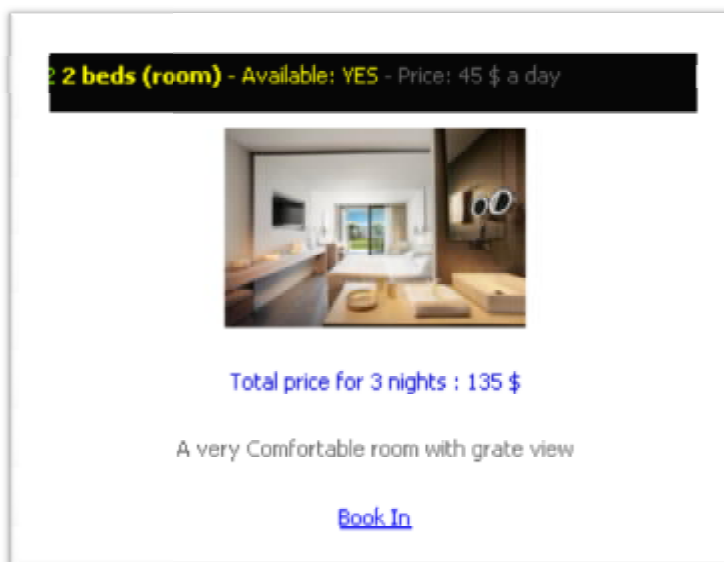 2 2 beds (room) - Available: YES - Price: 45 $ a day
Total price for 3 nights : 135 $
A very Comfortable room with grate view
Book In